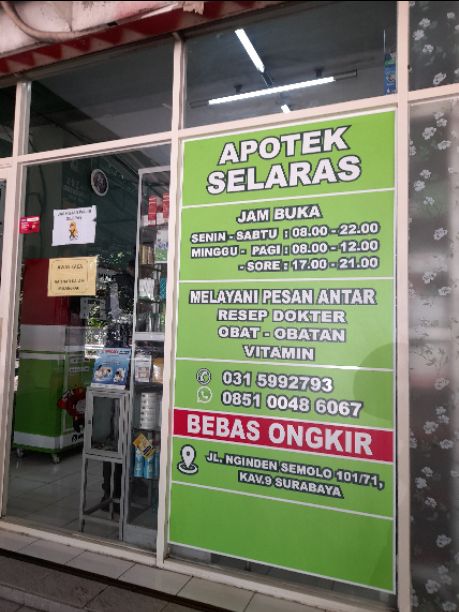 APOTEK
SELARAS
JAM BUKA
SENIN - SABTU : 08.00 - 22.00
MINGGU - PAGI : 08.00 - 12.00
- SORE : 17.00 - 21.00
MELAYANI PESAN ANTAR
RESEP DOKTER
OBAT - OBATAN
VITAMIN
031 5992793
0851 0048 6067
BEBAS ONGKIR
JL. NGINDEN SEMOLO 101/71,
KAV.9 SURABAYA